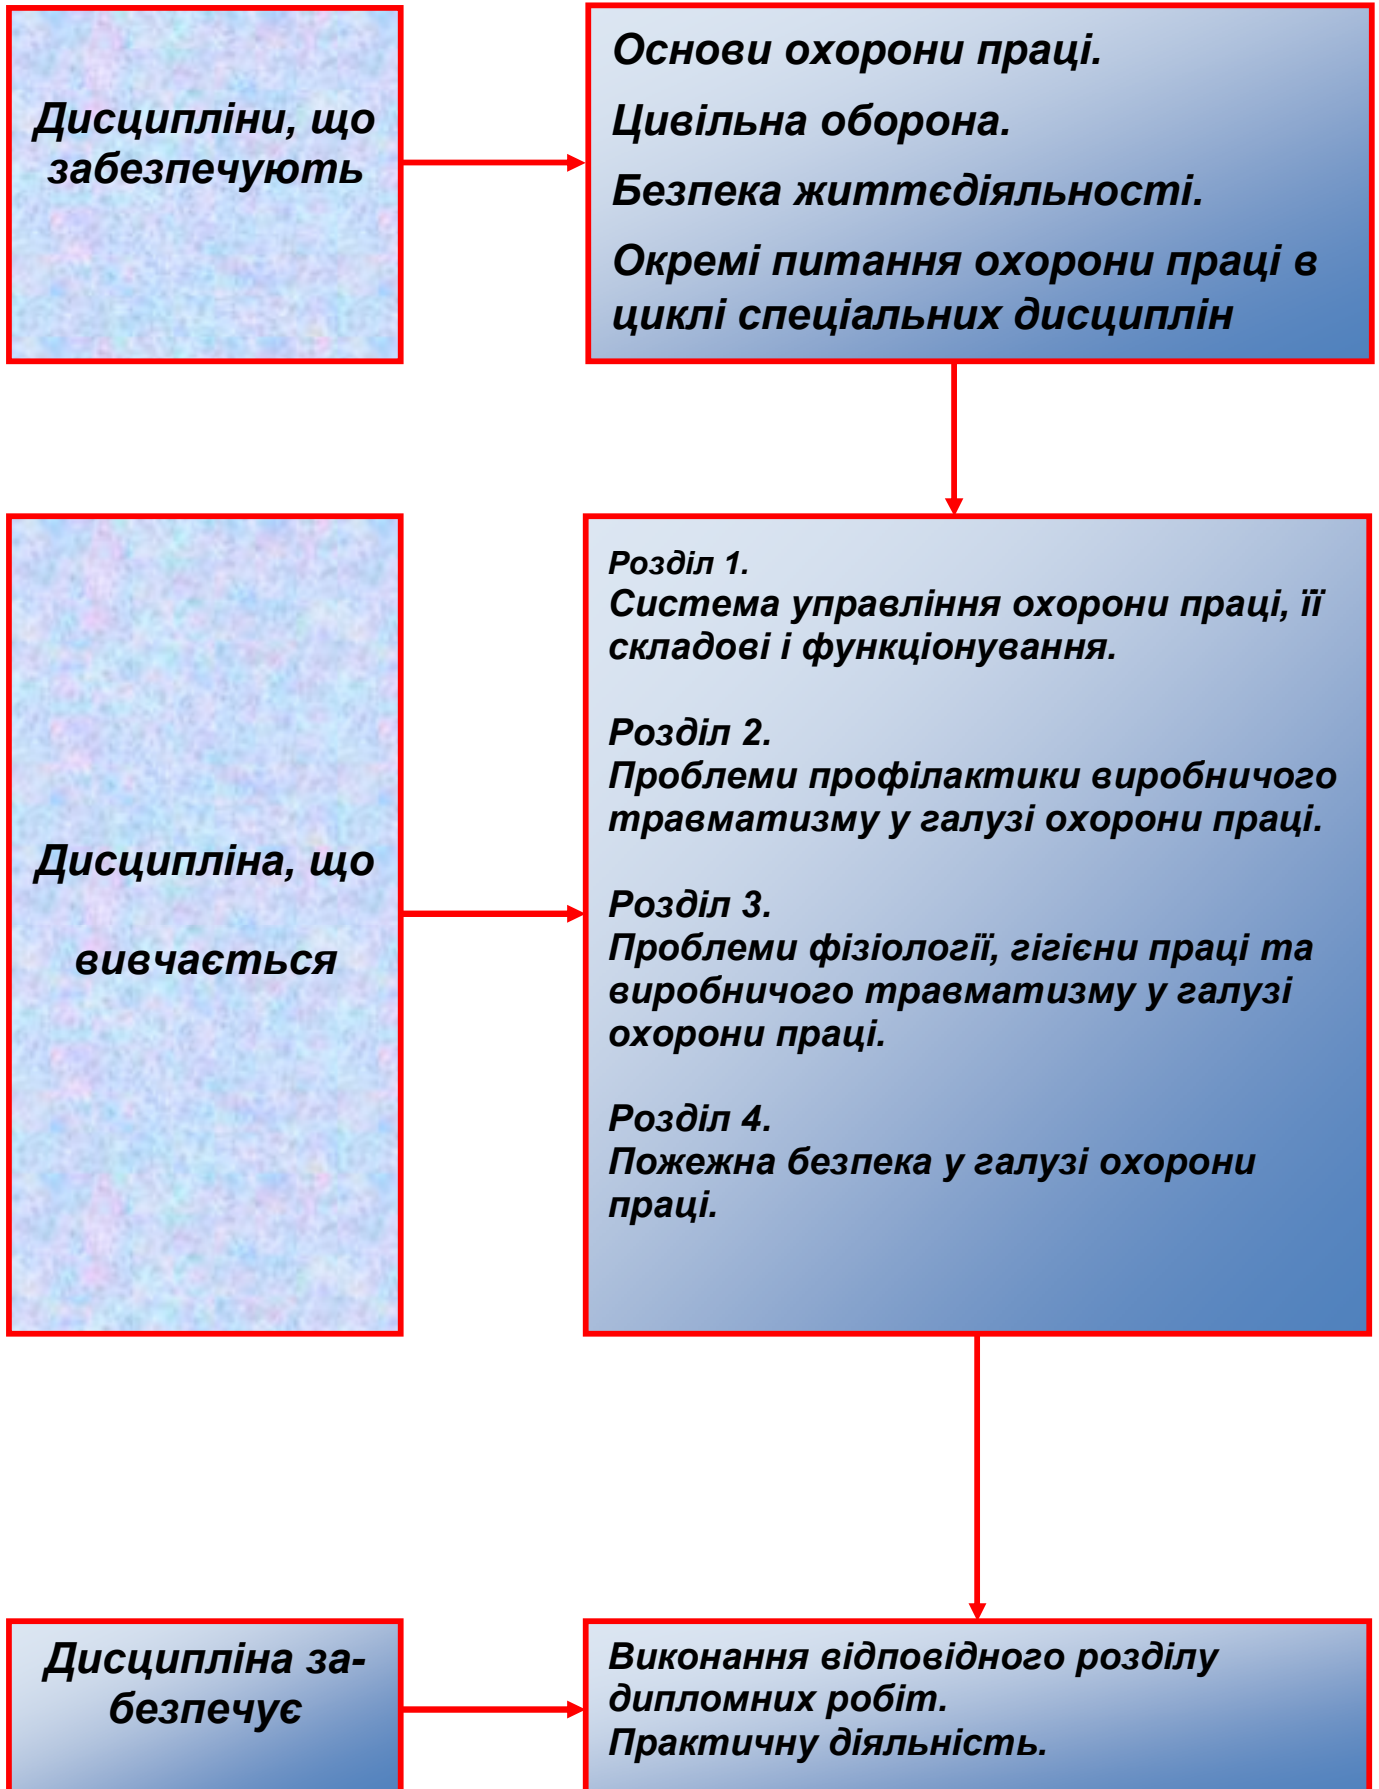 Дисципліни, що
забезпечують
Основи охорони праці.
Цивільна оборона.
Безпека життєдіяльності.
Окремі питання охорони праці в
циклі спеціальних дисциплін
Дисципліна, що
вивчається
Розділ 1.
Система управління охорони праці, її
складові і функціонування.
Розділ 2.
Проблеми профілактики виробничого
травматизму у галузі охорони праці.
Розділ 3.
Проблеми фізіології, гігієни праці та
виробничого травматизму у галузі
охорони праці.
Розділ 4.
Пожежна безпека у галузі охорони
праці.
Дисципліна за-
безпечує
Виконання відповідного розділу
дипломних робіт.
Практичну діяльність.